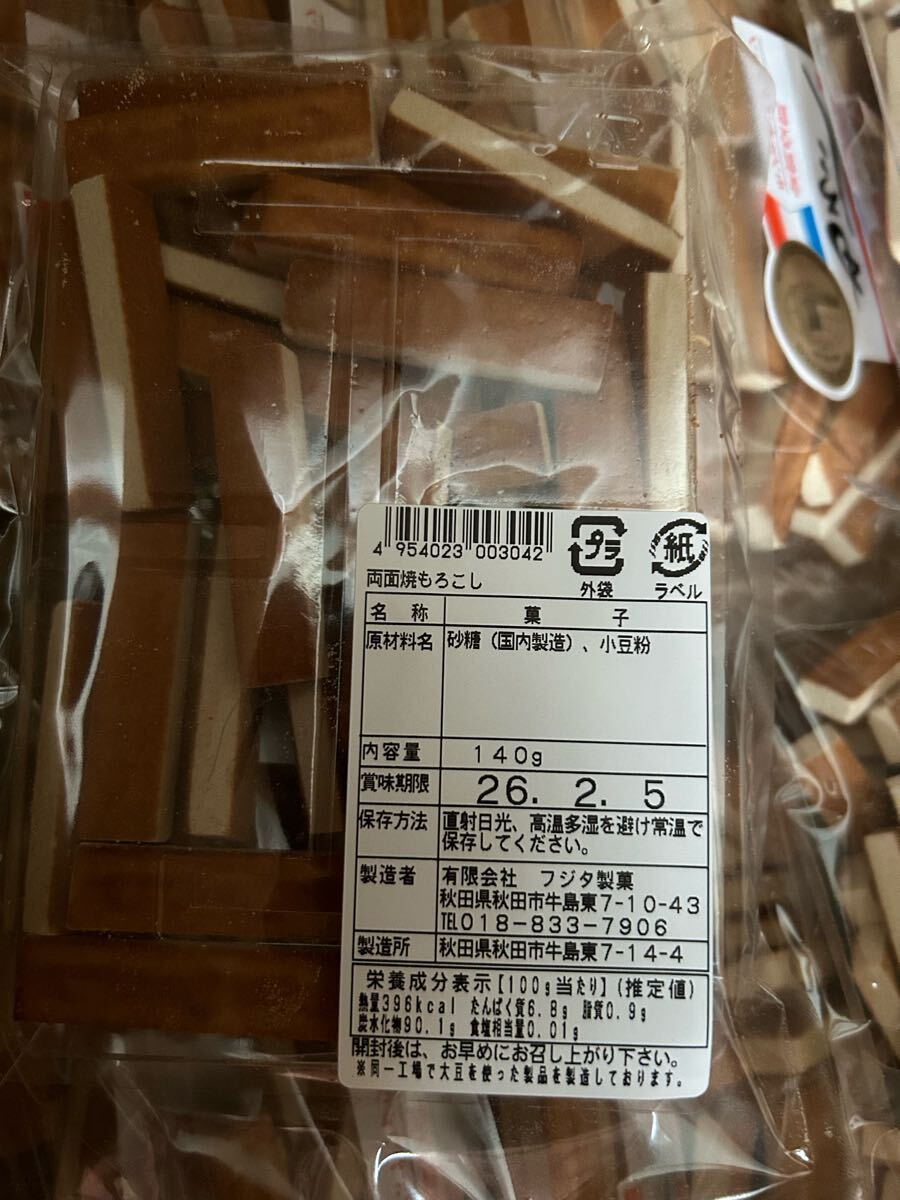 4 954023 003042
プラ
外袋
紙
ラベル
両面焼もろこし
名称 菓子
原材料名 砂糖（国内製造）、小豆粉
内容量 140g
賞味期限 26. 2. 5
保存方法 直射日光、高温多湿を避け常温で
保存してください。
製造者 有限会社 フジタ製菓
秋田県秋田市牛島東7-10-43
TEL018-833-7906
製造所 秋田県秋田市牛島東7-14-4
栄養成分表示[100g当たり](推定値)
熱量396kcal たんぱく質6.8g 脂質0.9g
炭水化物90.1g 食塩相当量0.01g
開封後は、お早めにお召し上がり下さい。
※同一工場で大豆を使った製品を製造しております。